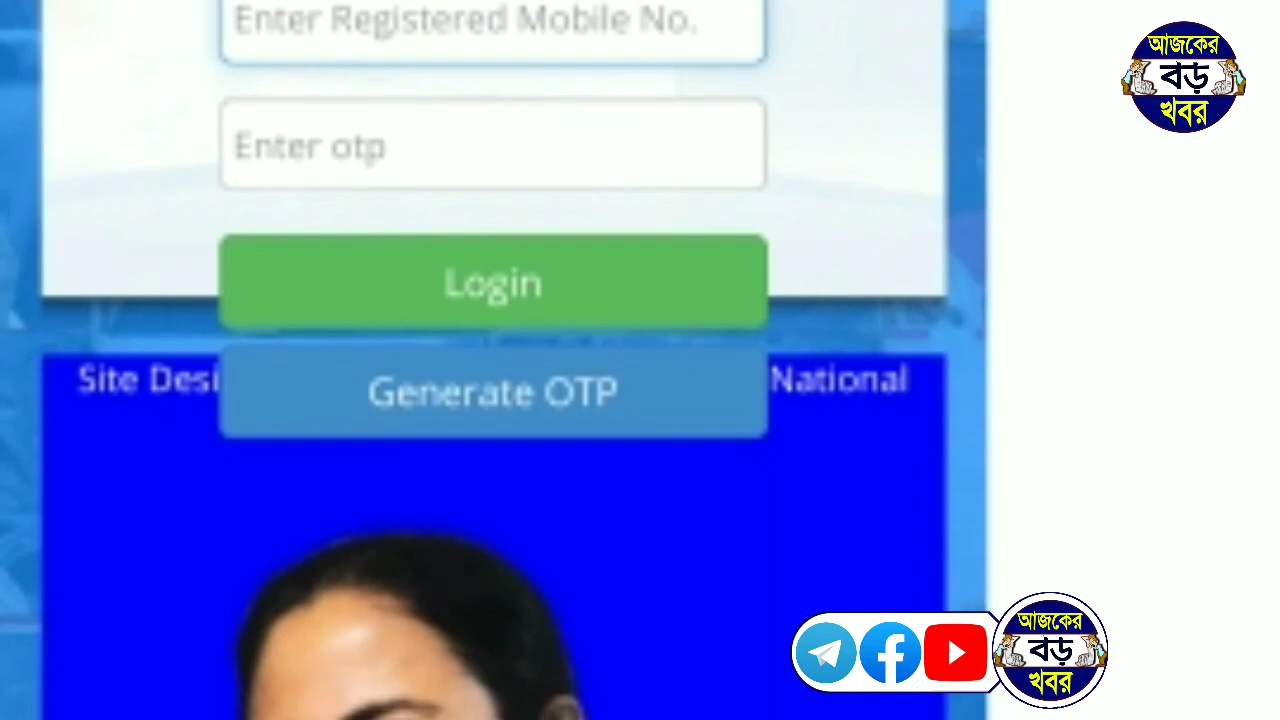 Enter Registered Mobile No.
আজকের
বড়
খবর
Enter otp
Login
Site Desi
National
Generate OTP
আজকের
বড়
খবর